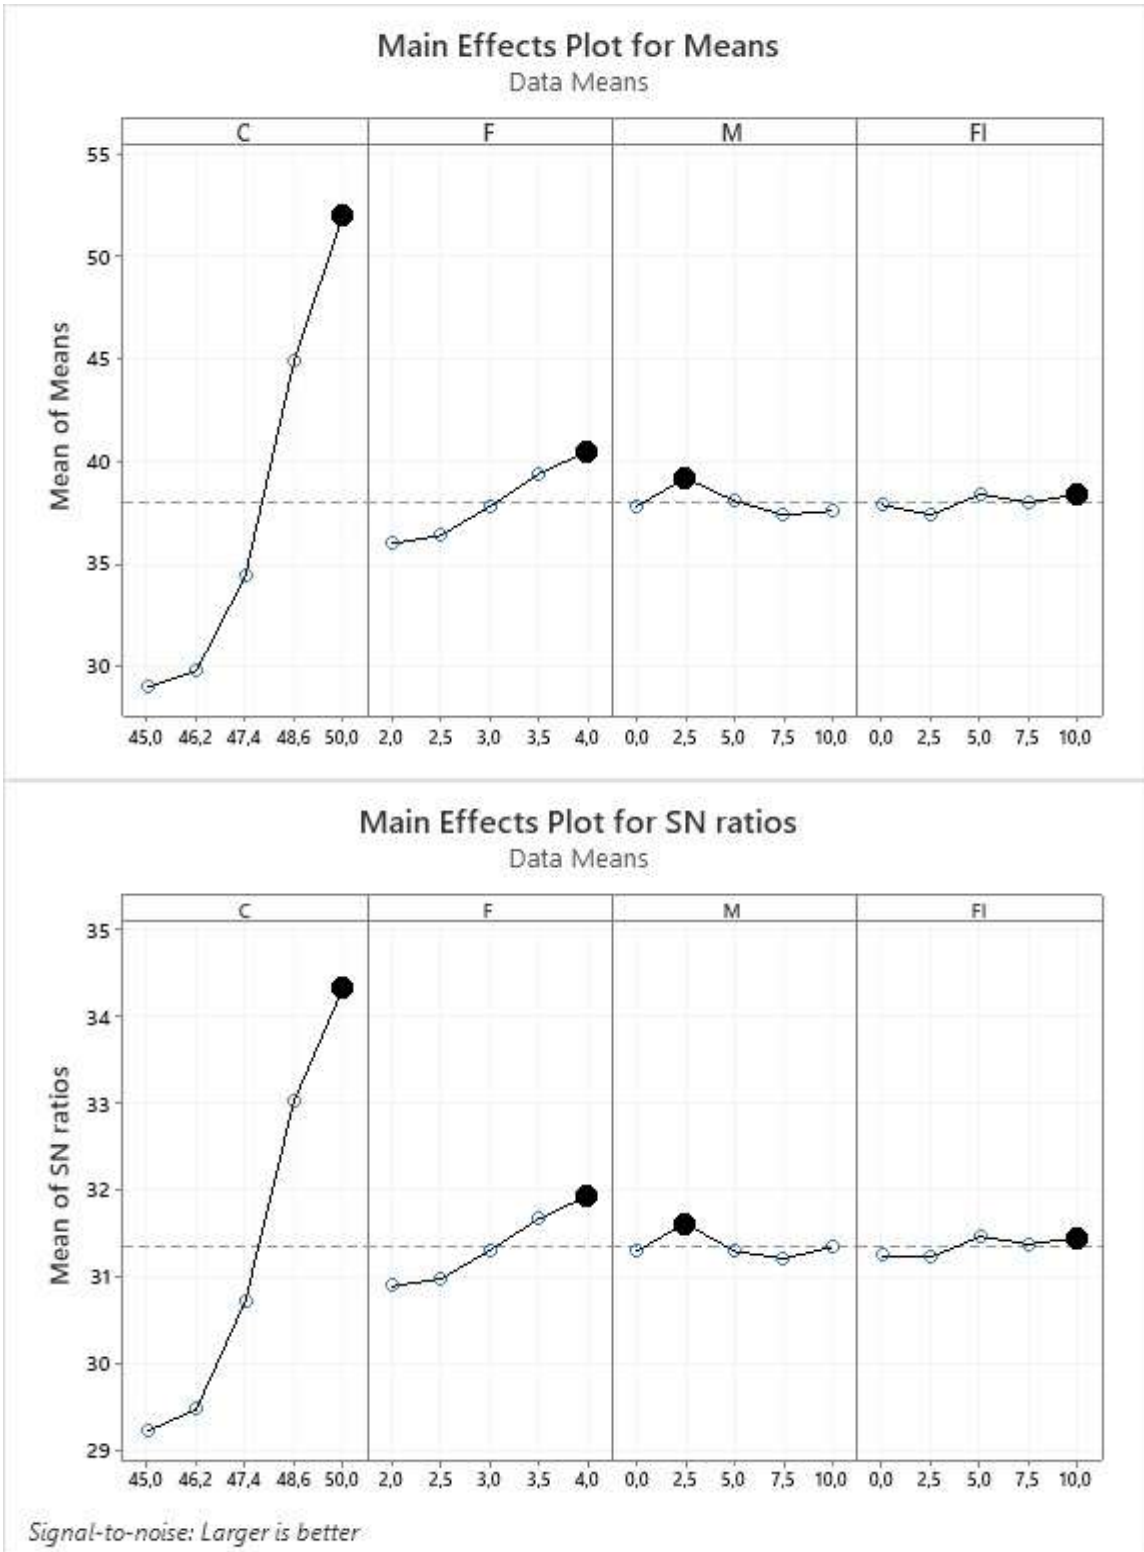 Main Effects Plot for Means
Data Means
C F M FI
55
50
45
40
35
30
Mean of Means
45,0 46,2 47,4 48,6 50,0 2,0 2,5 3,0 3,5 4,0 0,0 2,5 5,0 7,5 10,0 0,0 2,5 5,0 7,5 10,0
Main Effects Plot for SN ratios
Data Means
C F M FI
35
34
33
32
31
30
29
Mean of SN ratios
45,0 46,2 47,4 48,6 50,0 2,0 2,5 3,0 3,5 4,0 0,0 2,5 5,0 7,5 10,0 0,0 2,5 5,0 7,5 10,0
Signal-to-noise: Larger is better